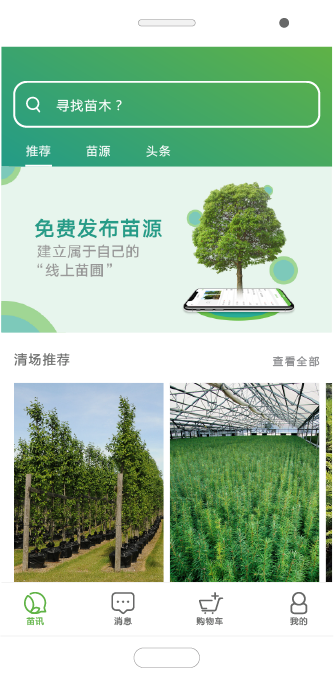 寻找苗木？
推荐 苗源 头条
免费发布苗源
建立属于自己的
“线上苗圃”
清场推荐 查看全部
苗讯 消息 购物车 我的